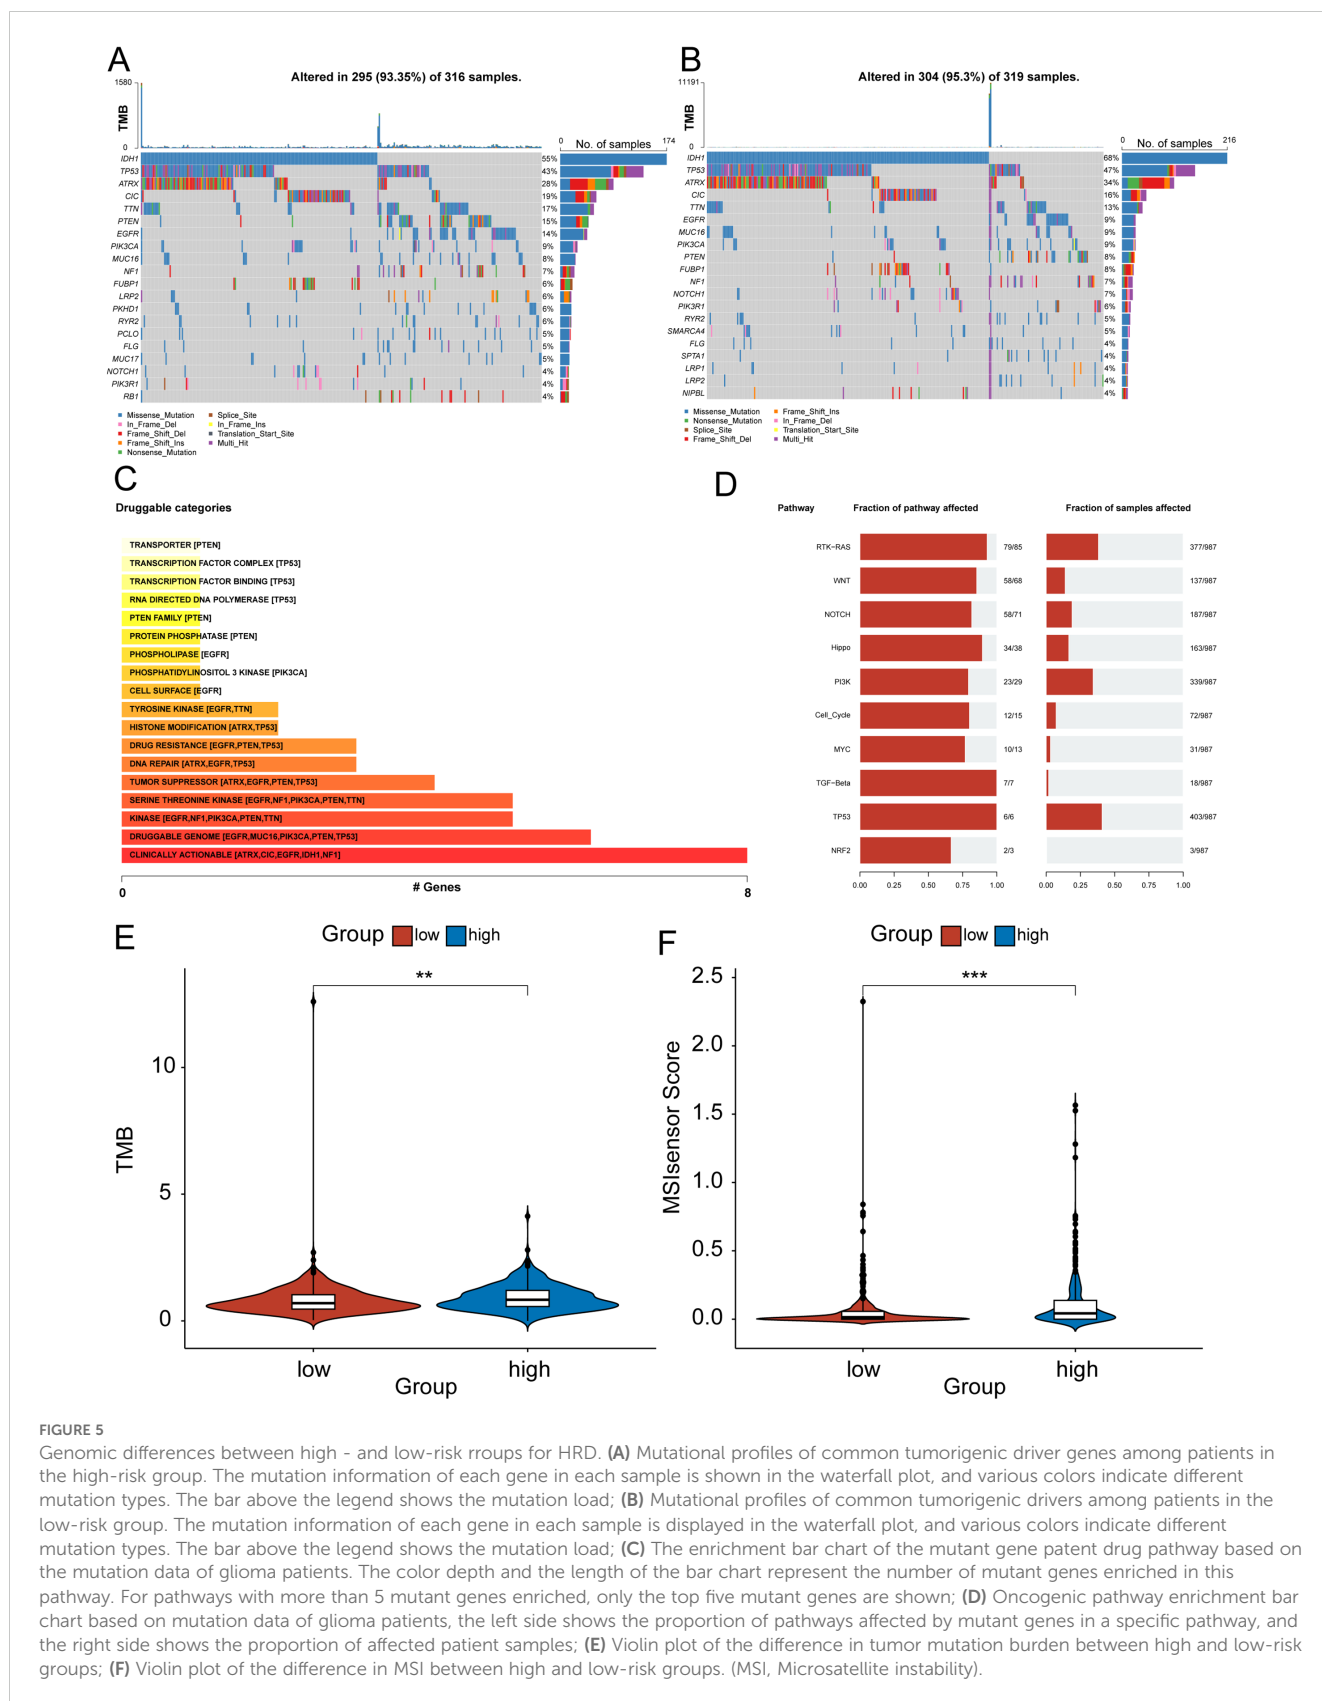 A
Altered in 295 (93.35%) of 316 samples.
1580
TMB
0
0 No. of samples 174
IDH1 55%
TP53 43%
ATRX 28%
CIC 19%
TTN 17%
PTEN 15%
EGFR 14%
PIK3CA 9%
MUC16 8%
NF1 7%
FUBP1 6%
LRP2 6%
PKHD1 6%
RYR2 6%
PCLO 5%
FLG 5%
MUC17 5%
NOTCH1 4%
PIK3R1 4%
RB1 4%
Missense_Mutation
In_Frame_Del
Frame_Shift_Del
Frame_Shift_Ins
Nonsense_Mutation
Splice_Site
In_Frame_Ins
Translation_Start_Site
Multi_Hit
B
Altered in 304 (95.3%) of 319 samples.
11191
TMB
0
0 No. of samples 216
IDH1 68%
TP53 47%
ATRX 34%
CIC 16%
TTN 13%
EGFR 9%
MUC16 9%
PIK3CA 9%
PTEN 8%
FUBP1 8%
NF1 7%
NOTCH1 7%
PIK3R1 6%
RYR2 5%
SMARCA4 5%
FLG 4%
SPTA1 4%
LRP1 4%
LRP2 4%
NIPBL 4%
Missense_Mutation
Nonsense_Mutation
Splice_Site
Frame_Shift_Del
Frame_Shift_Ins
In_Frame_Del
Translation_Start_Site
Multi_Hit
C
Druggable categories
TRANSPORTER [PTEN]
TRANSCRIPTION FACTOR COMPLEX [TP53]
TRANSCRIPTION FACTOR BINDING [TP53]
RNA DIRECTED DNA POLYMERASE [TP53]
PTEN FAMILY [PTEN]
PROTEIN PHOSPHATASE [PTEN]
PHOSPHOLIPASE [EGFR]
PHOSPHATIDYLINOSITOL 3 KINASE [PIK3CA]
CELL SURFACE [EGFR]
TYROSINE KINASE [EGFR,TTN]
HISTONE MODIFICATION [ATRX,TP53]
DRUG RESISTANCE [EGFR,PTEN,TP53]
DNA REPAIR [ATRX,EGFR,TP53]
TUMOR SUPPRESSOR [ATRX,EGFR,PTEN,TP53]
SERINE THREONINE KINASE [EGFR,NF1,PIK3CA,PTEN,TTN]
KINASE [EGFR,NF1,PIK3CA,PTEN,TTN]
DRUGGABLE GENOME [EGFR,MUC16,PIK3CA,PTEN,TP53]
CLINICALLY ACTIONABLE [ATRX,CIC,EGFR,IDH1,NF1]
0 # Genes 8
D
Pathway Fraction of pathway affected Fraction of samples affected
RTK-RAS 79/85 377/987
WNT 58/68 137/987
NOTCH 58/71 187/987
Hippo 34/38 163/987
PI3K 23/29 339/987
Cell_Cycle 12/15 72/987
MYC 10/13 31/987
TGF-Beta 7/7 18/987
TP53 6/6 403/987
NRF2 2/3 3/987
0.00 0.25 0.50 0.75 1.00 0.00 0.25 0.50 0.75 1.00
E
Group low high
**
TMB
10
5
0
low high
Group
F
Group low high
***
MSIsensor Score
2.5
2.0
1.5
1.0
0.5
0.0
low high
Group
FIGURE 5
Genomic differences between high - and low-risk rroups for HRD. (A) Mutational profiles of common tumorigenic driver genes among patients in
the high-risk group. The mutation information of each gene in each sample is shown in the waterfall plot, and various colors indicate different
mutation types. The bar above the legend shows the mutation load; (B) Mutational profiles of common tumorigenic drivers among patients in the
low-risk group. The mutation information of each gene in each sample is displayed in the waterfall plot, and various colors indicate different
mutation types. The bar above the legend shows the mutation load; (C) The enrichment bar chart of the mutant gene patent drug pathway based on
the mutation data of glioma patients. The color depth and the length of the bar chart represent the number of mutant genes enriched in this
pathway. For pathways with more than 5 mutant genes enriched, only the top five mutant genes are shown; (D) Oncogenic pathway enrichment bar
chart based on mutation data of glioma patients, the left side shows the proportion of pathways affected by mutant genes in a specific pathway, and
the right side shows the proportion of affected patient samples; (E) Violin plot of the difference in tumor mutation burden between high and low-risk
groups; (F) Violin plot of the difference in MSI between high and low-risk groups. (MSI, Microsatellite instability).